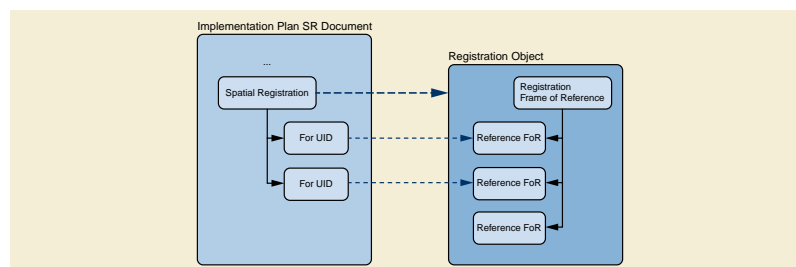 Implementation Plan SR Document
...
Spatial Registration
For UID
For UID
Registration Object
Registration
Frame of Reference
Reference FoR
Reference FoR
Reference FoR